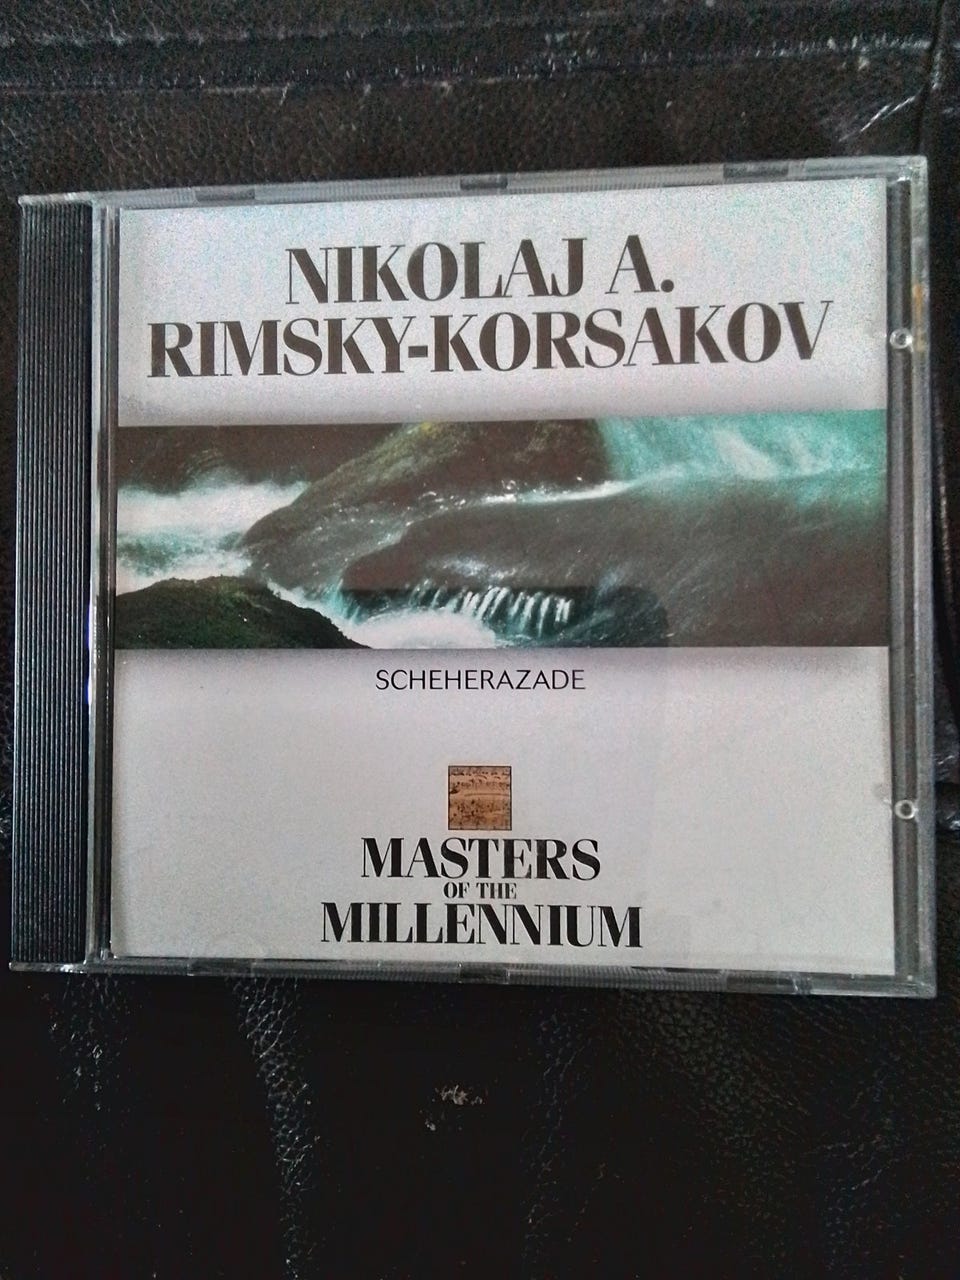 NIKOLAJ A.
RIMSKY-KORSAKOV
SCHEHERAZADE
MASTERS
OF THE
MILLENNIUM